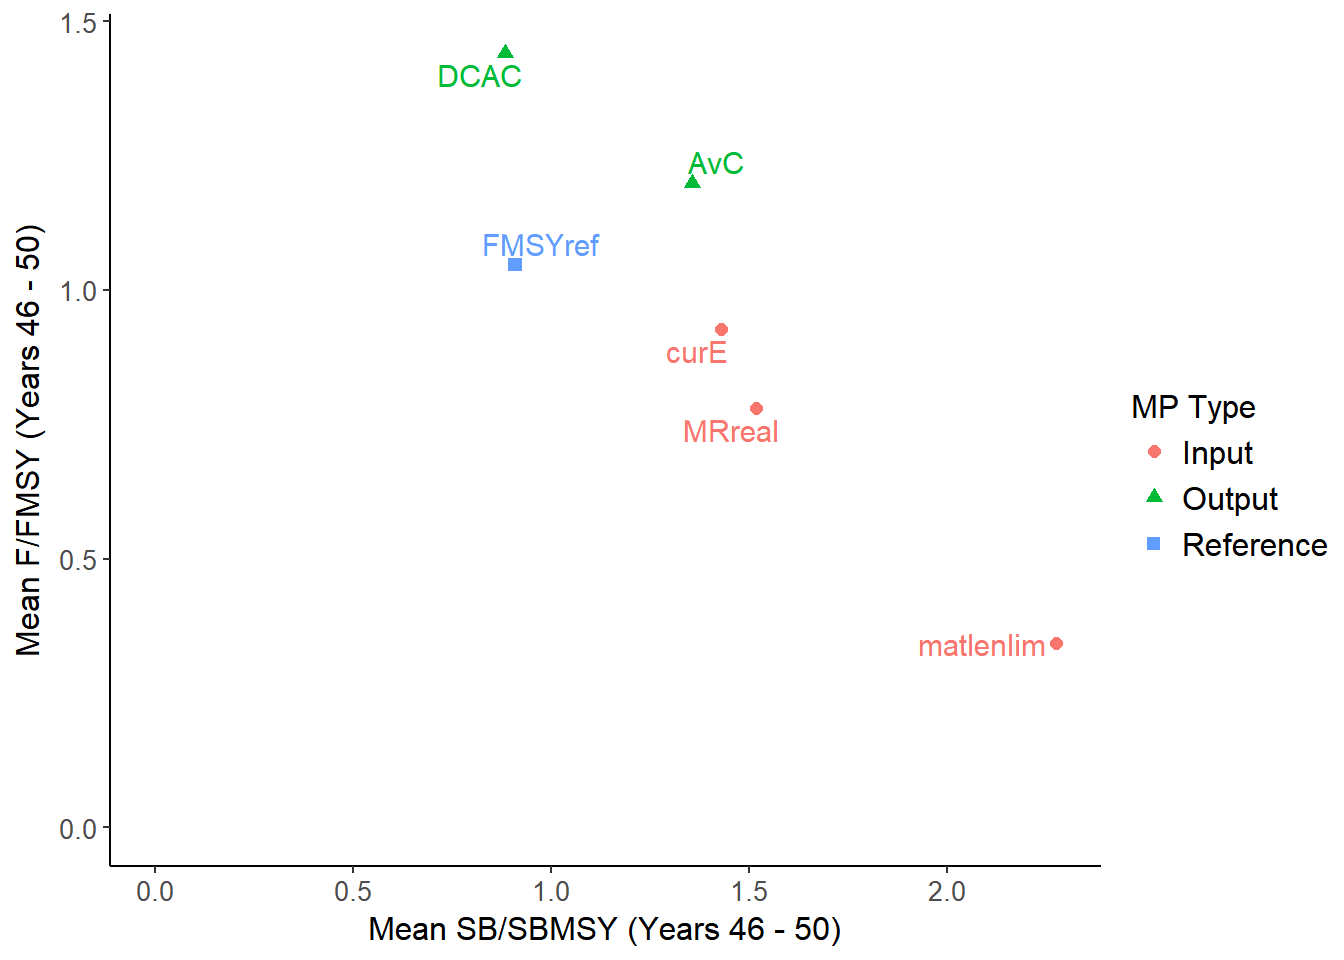 1.5
DCAC
AvC
FMSYref
1.0
curE
MRreal
0.5
matlenlim
0.0
0.0 0.5 1.0 1.5 2.0
Mean SB/SBMSY (Years 46 - 50)
Mean F/FMSY (Years 46 - 50)
MP Type
Input
Output
Reference